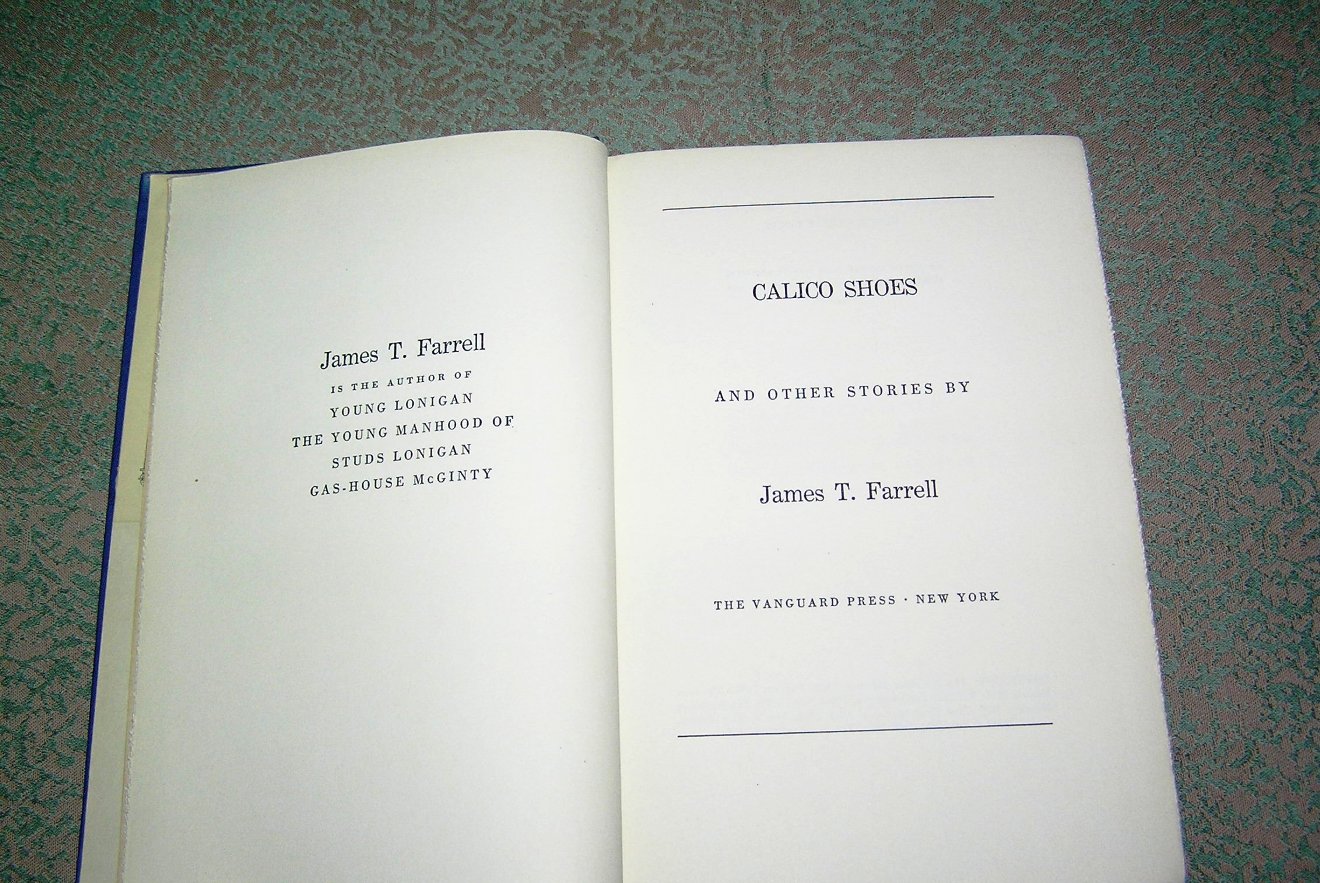 James T. Farrell
IS THE AUTHOR OF
YOUNG LONIGAN
THE YOUNG MANHOOD OF
STUDS LONIGAN
GAS-HOUSE McGINTY
CALICO SHOES
AND OTHER STORIES BY
James T. Farrell
THE VANGUARD PRESS · NEW YORK